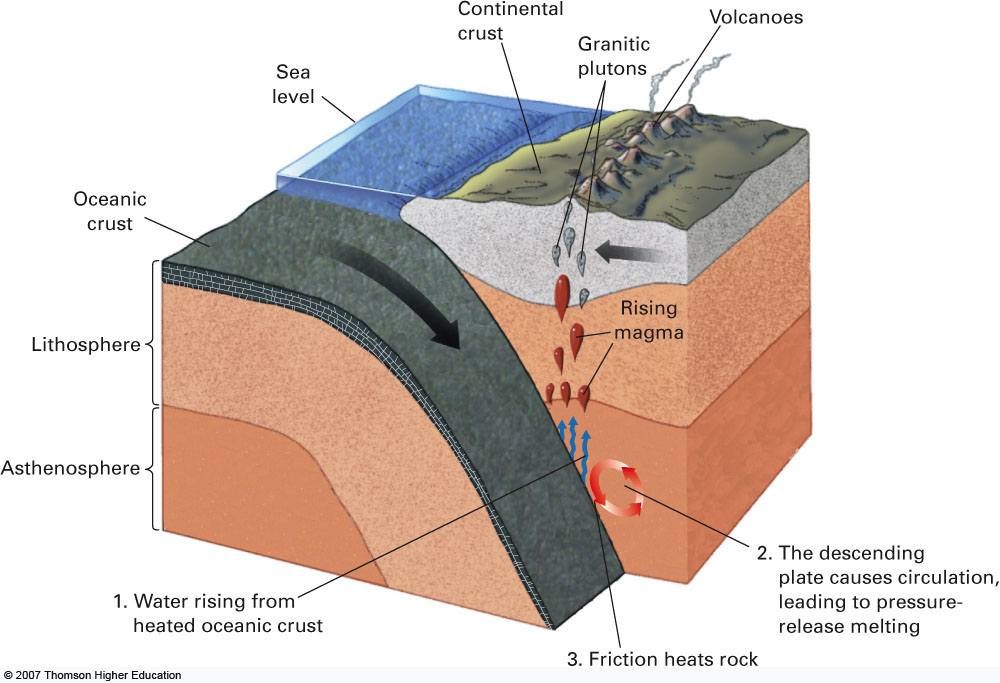 Continental
crust
Volcanoes
Granitic
plutons
Sea
level
Oceanic
crust
Rising
magma
Lithosphere
Asthenosphere
2. The descending
plate causes circulation,
leading to pressure-
release melting
1. Water rising from
heated oceanic crust
3. Friction heats rock
© 2007 Thomson Higher Education